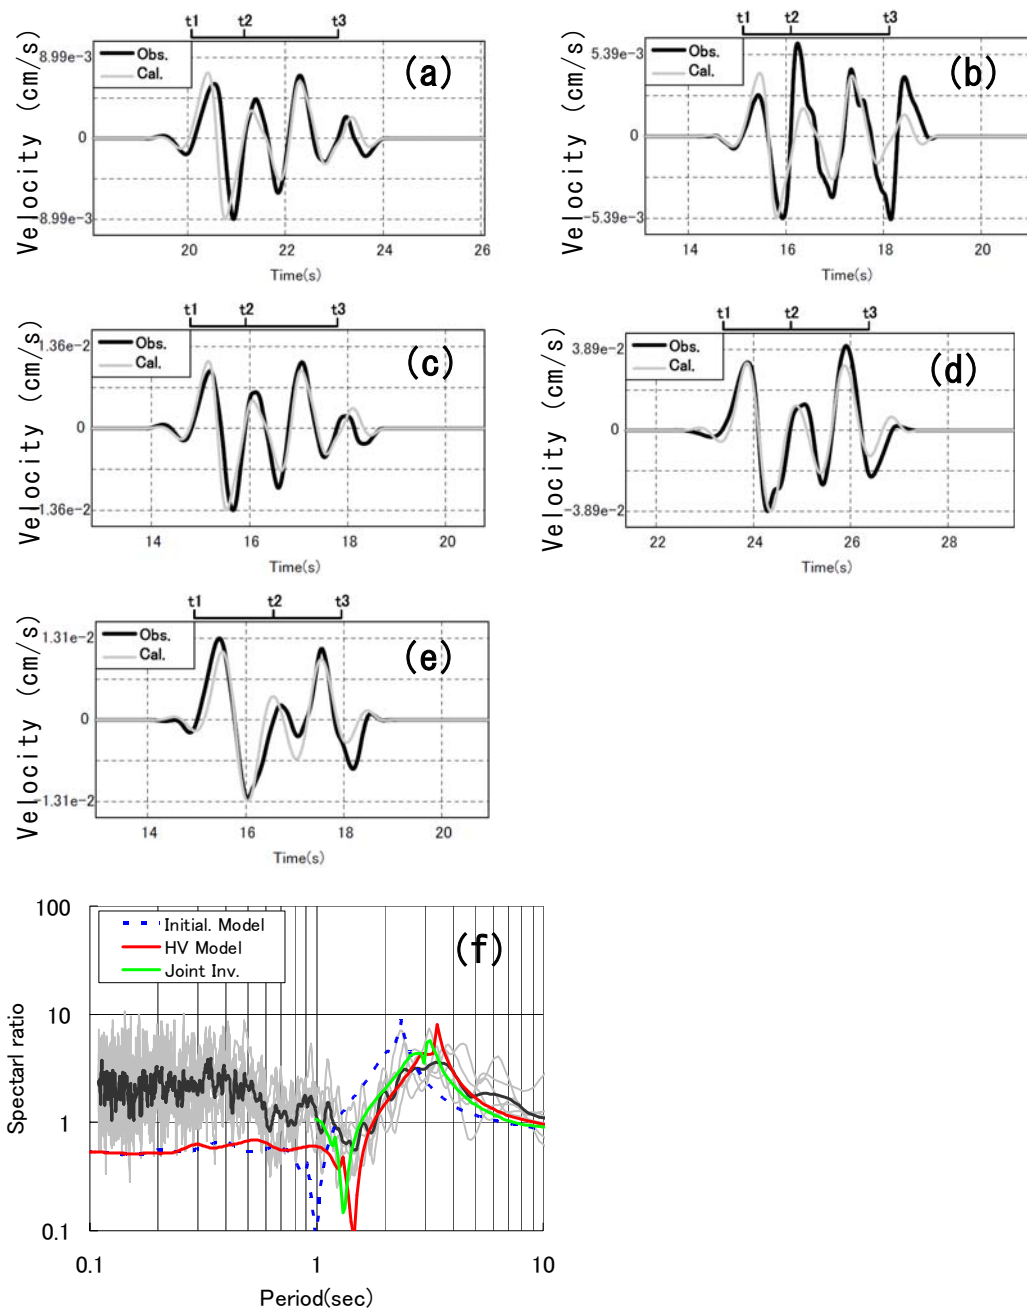 t1 t2 t3
8.99e-3
0
-8.99e-3
Obs.
Cal.
(a)
Velocity (cm/s)
20 22 24 26
Time(s)
t1 t2 t3
5.39e-3
0
-5.39e-3
Obs.
Cal.
(b)
Velocity (cm/s)
14 16 18 20
Time(s)
t1 t2 t3
1.36e-2
0
-1.36e-2
Obs.
Cal.
(c)
Velocity (cm/s)
14 16 18 20
Time(s)
t1 t2 t3
3.89e-2
0
-3.89e-2
Obs.
Cal.
(d)
Velocity (cm/s)
22 24 26 28
Time(s)
t1 t2 t3
1.31e-2
0
-1.31e-2
Obs.
Cal.
(e)
Velocity (cm/s)
14 16 18 20
Time(s)
100
10
1
0.1
Initial. Model
HV Model
Joint Inv.
(f)
Spectarl ratio
0.1 1 10
Period(sec)